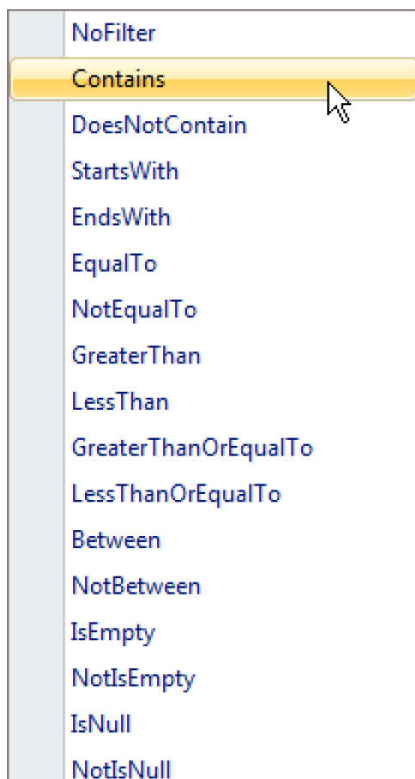 NoFilter
Contains
DoesNotContain
StartsWith
EndsWith
EqualTo
NotEqualTo
GreaterThan
LessThan
GreaterThanOrEqualTo
LessThanOrEqualTo
Between
NotBetween
IsEmpty
NotIsEmpty
IsNull
NotIsNull